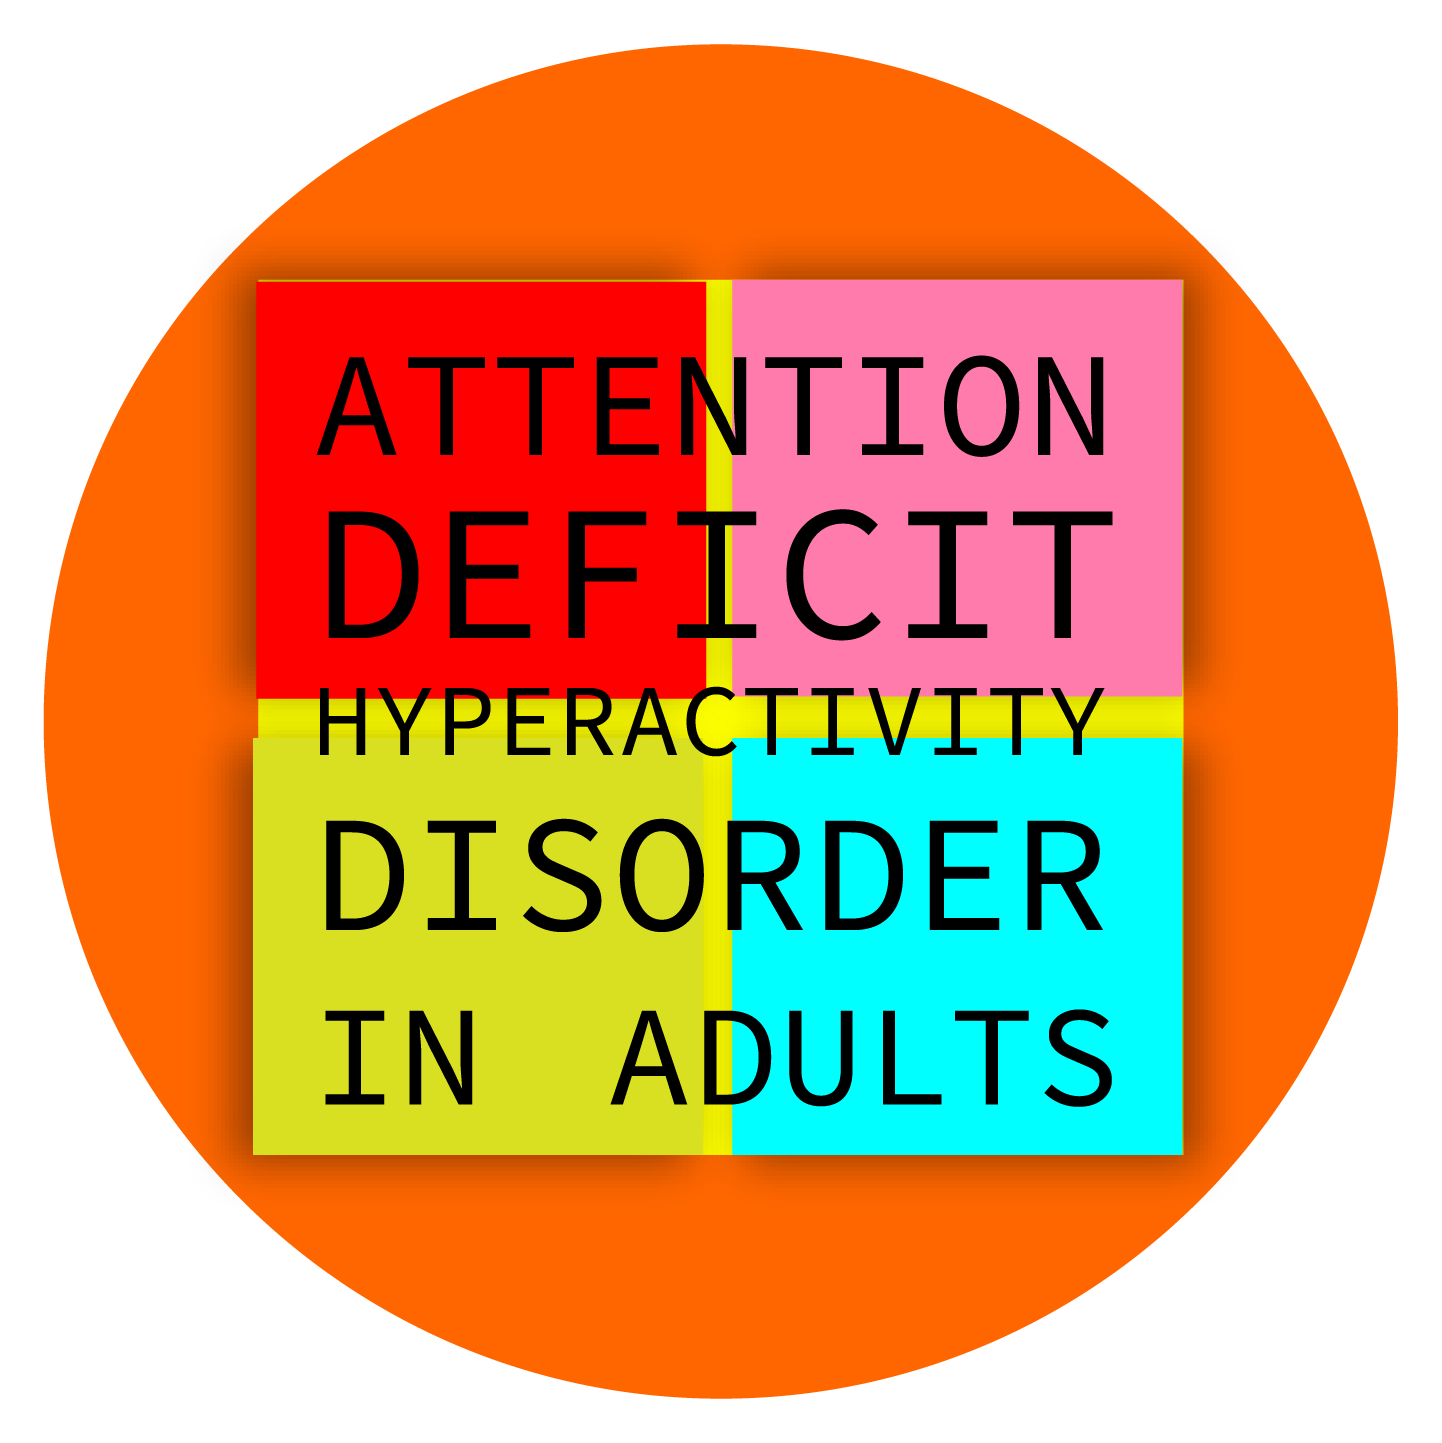 ATTENTION
DEFICIT
HYPERACTIVITY
DISORDER
IN ADULTS